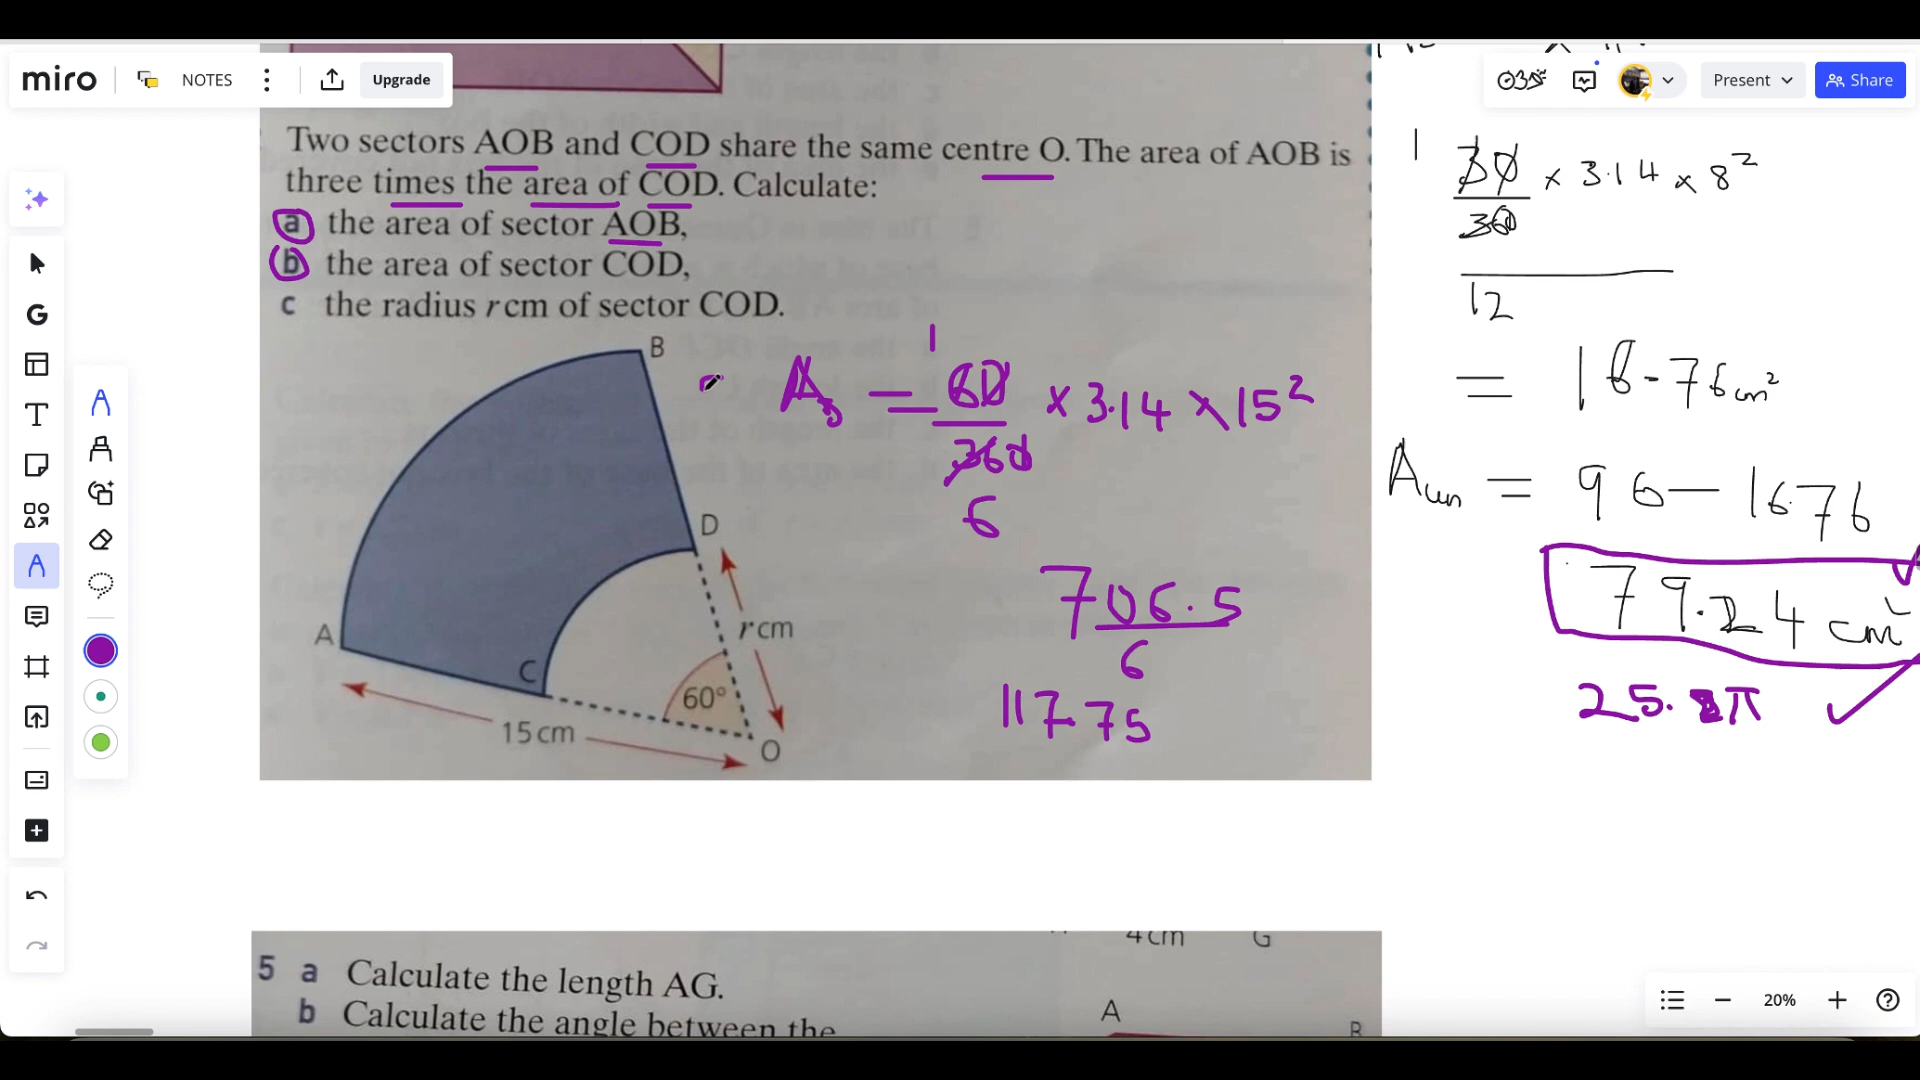 miro NOTES Upgrade
Present Share
Two sectors AOB and COD share the same centre O. The area of AOB is
three times the area of COD. Calculate:
a the area of sector AOB,
b the area of sector COD,
c the radius r cm of sector COD.
B
D
A
C
r cm
60°
15 cm
O
1
= 60/360 × 3.14 × 15²
6
706.5
6
117.75
1
30/360 × 3.14 × 8²
12
= 16.76 cm²
= 96 - 16.76
79.24 cm²
25. π
4 cm G
5 a Calculate the length AG.
b Calculate the angle between the
A
B
20%